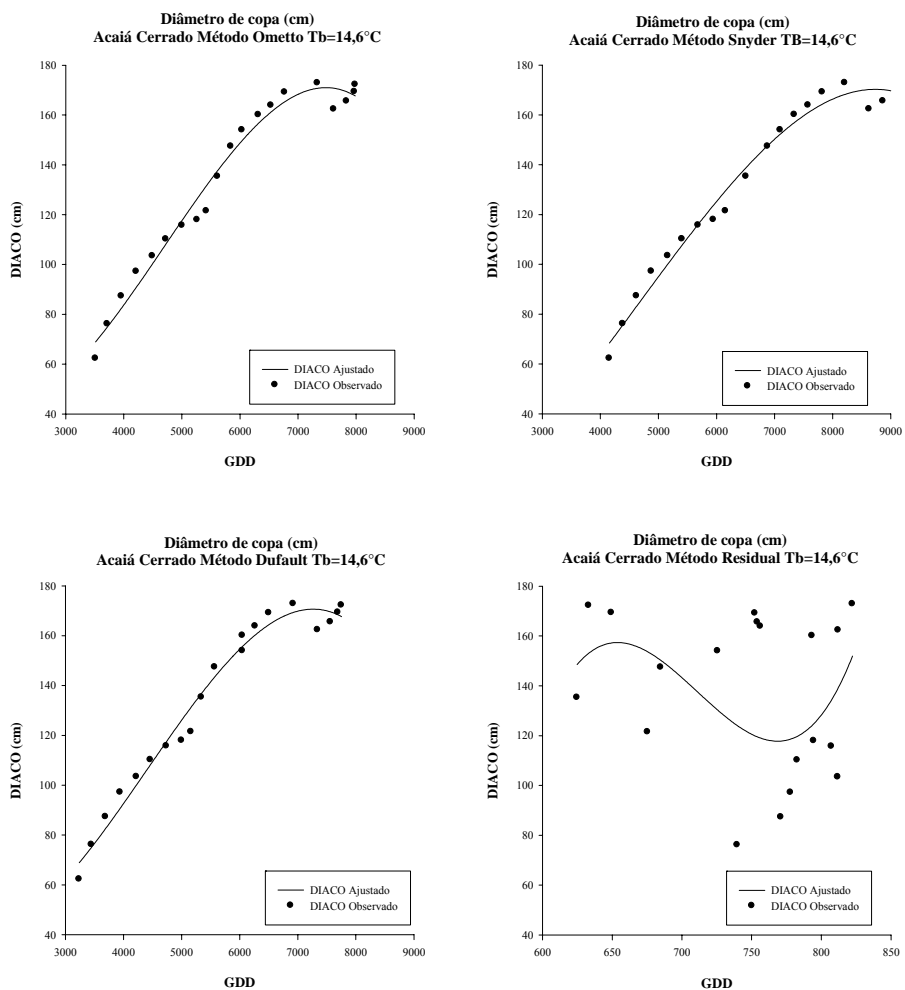 Diâmetro de copa (cm)
Acaiá Cerrado Método Ometto Tb=14,6°C
DIACO (cm)
180
160
140
120
100
80
60
40
DIACO Ajustado
DIACO Observado
3000 4000 5000 6000 7000 8000 9000
GDD
Diâmetro de copa (cm)
Acaiá Cerrado Método Snyder TB=14,6°C
DIACO (cm)
180
160
140
120
100
80
60
40
DIACO Ajustado
DIACO Observado
3000 4000 5000 6000 7000 8000 9000
GDD
Diâmetro de copa (cm)
Acaiá Cerrado Método Dufault Tb=14,6°C
DIACO (cm)
180
160
140
120
100
80
60
40
DIACO Ajustado
DIACO Observado
3000 4000 5000 6000 7000 8000 9000
GDD
Diâmetro de copa (cm)
Acaiá Cerrado Método Residual Tb=14,6°C
DIACO (cm)
180
160
140
120
100
80
60
40
DIACO Ajustado
DIACO Observado
600 650 700 750 800 850
GDD